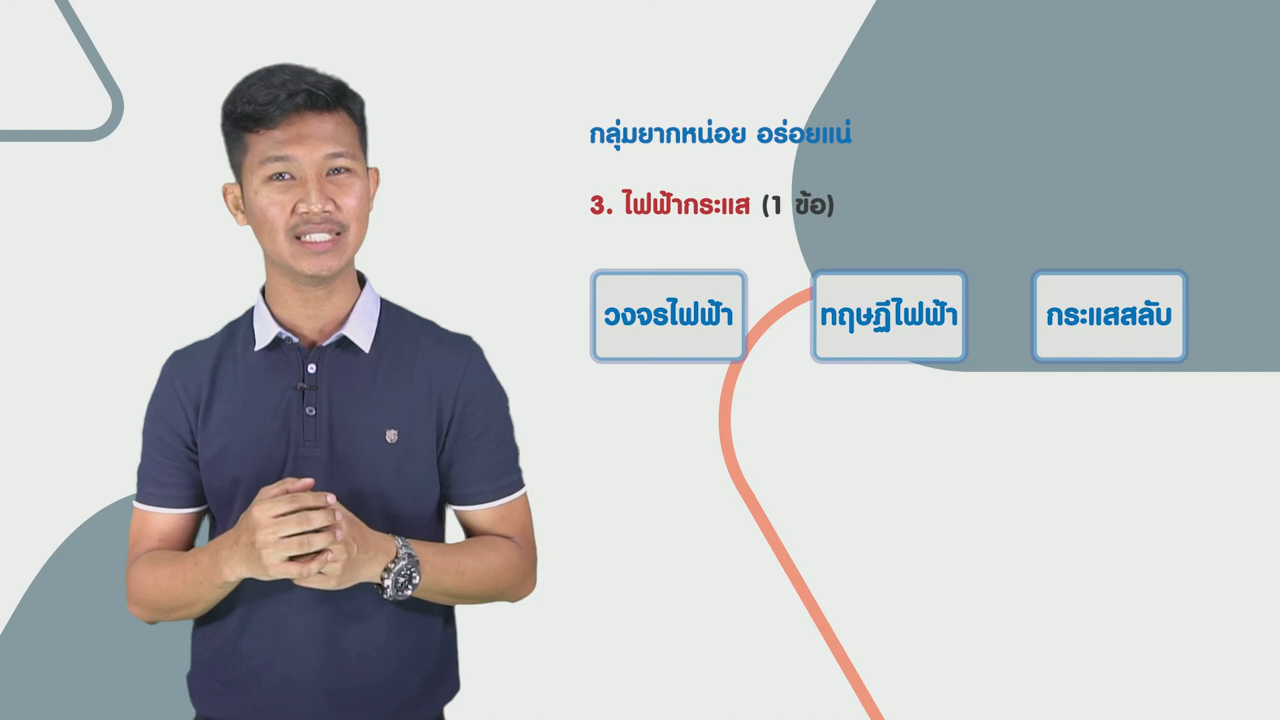 กลุ่มยากหน่อย อร่อยแน่
3. ไฟฟ้ากระแส (1 ข้อ)
วงจรไฟฟ้า ทฤษฎีไฟฟ้า กระแสสลับ